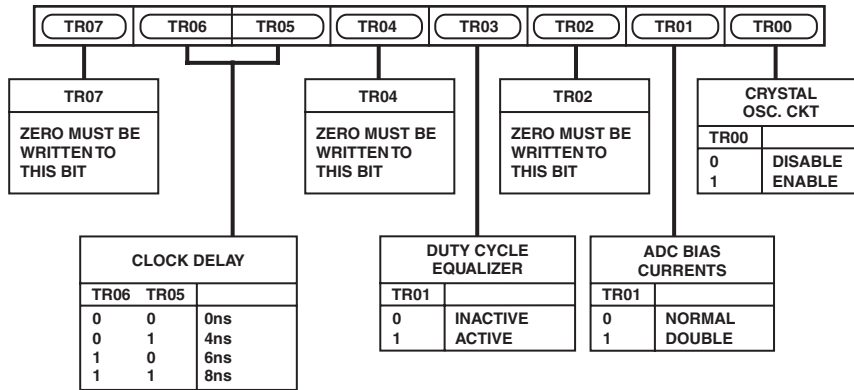 TR07 TR06 TR05 TR04 TR03 TR02 TR01 TR00
TR07
ZERO MUST BE
WRITTEN TO
THIS BIT
TR04
ZERO MUST BE
WRITTEN TO
THIS BIT
TR02
ZERO MUST BE
WRITTEN TO
THIS BIT
CRYSTAL
OSC. CKT
TR00
0 DISABLE
1 ENABLE
CLOCK DELAY
TR06 TR05
0 0 0ns
0 1 4ns
1 0 6ns
1 1 8ns
DUTY CYCLE
EQUALIZER
TR01
0 INACTIVE
1 ACTIVE
ADC BIAS
CURRENTS
TR01
0 NORMAL
1 DOUBLE